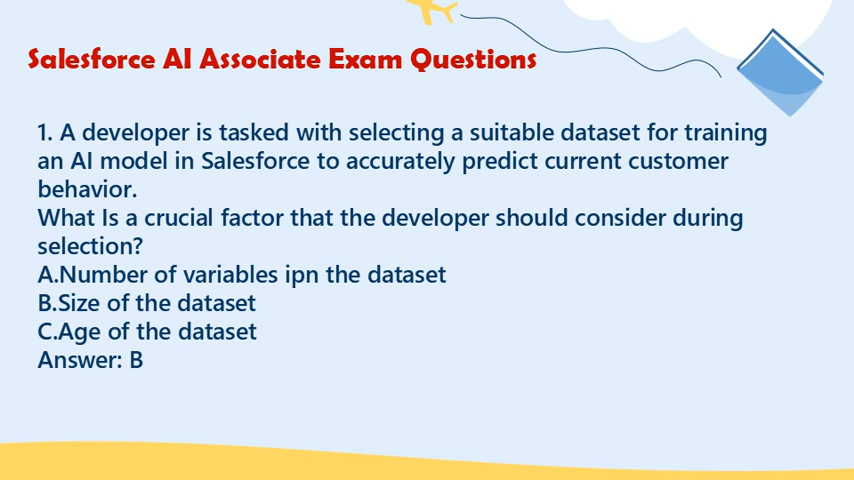 Salesforce AI Associate Exam Questions
1. A developer is tasked with selecting a suitable dataset for training
an AI model in Salesforce to accurately predict current customer
behavior.
What Is a crucial factor that the developer should consider during
selection?
A.Number of variables ipn the dataset
B.Size of the dataset
C.Age of the dataset
Answer: B